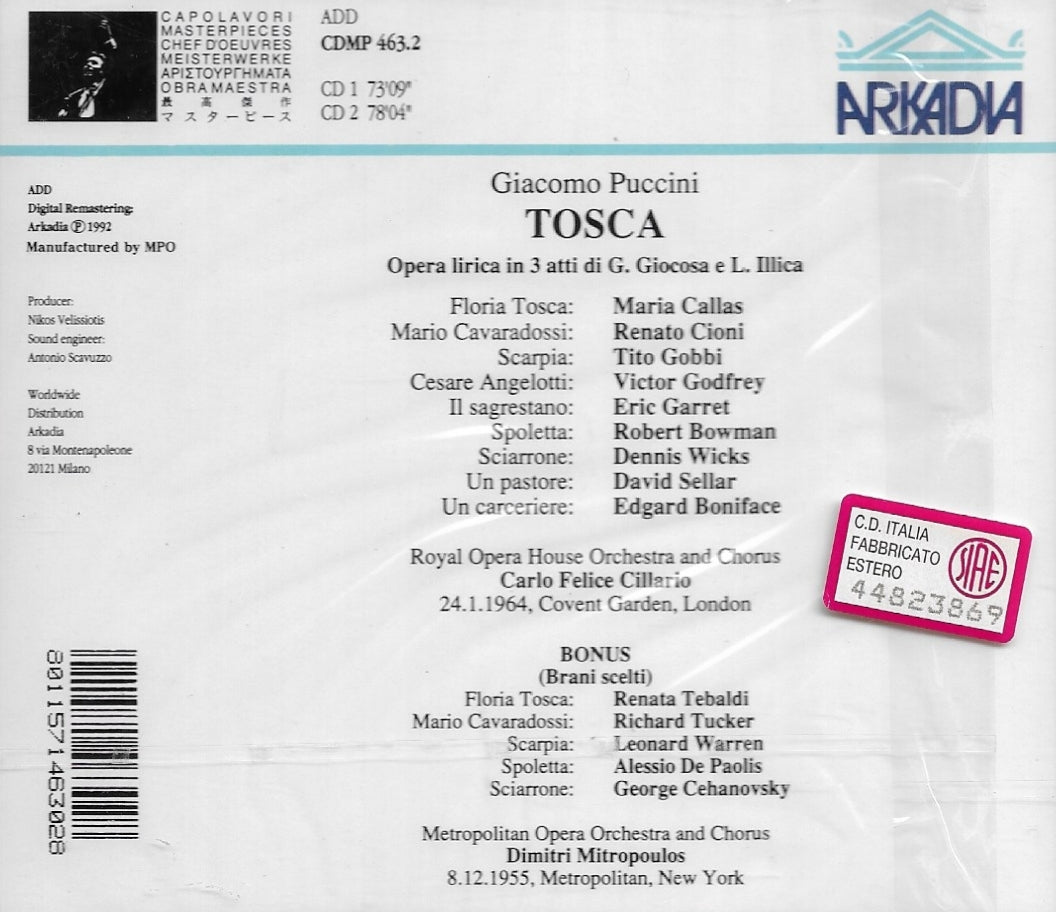 CAPOLAVORI
MASTERPIECES
CHEF D'OEUVRES
MEISTERWERKE
ΑΡΙΣΤΟΥΡΓΗΜΑΤΑ
OBRA MAESTRA
最高傑作
マスターピース
ADD
CDMP 463.2
CD 1 73'09"
CD 2 78'04"
ARKADIA
ADD
Digital Remastering:
Arkadia Ⓟ 1992
Manufactured by MPO
Producer:
Nikos Velissiotis
Sound engineer:
Antonio Scavuzzo
Worldwide
Distribution
Arkadia
8 via Montenapoleone
20121 Milano
Giacomo Puccini
TOSCA
Opera lirica in 3 atti di G. Giocosa e L. Illica
Floria Tosca: Maria Callas
Mario Cavaradossi: Renato Cioni
Scarpia: Tito Gobbi
Cesare Angelotti: Victor Godfrey
Il sagrestano: Eric Garret
Spoletta: Robert Bowman
Sciarrone: Dennis Wicks
Un pastore: David Sellar
Un carceriere: Edgard Boniface
Royal Opera House Orchestra and Chorus
Carlo Felice Cillario
24.1.1964, Covent Garden, London
C.D. ITALIA
FABBRICATO
ESTERO
SIAE
44823869
BONUS
(Brani scelti)
Floria Tosca: Renata Tebaldi
Mario Cavaradossi: Richard Tucker
Scarpia: Leonard Warren
Spoletta: Alessio De Paolis
Sciarrone: George Cehanovsky
Metropolitan Opera Orchestra and Chorus
Dimitri Mitropoulos
8.12.1955, Metropolitan, New York
8011571463028